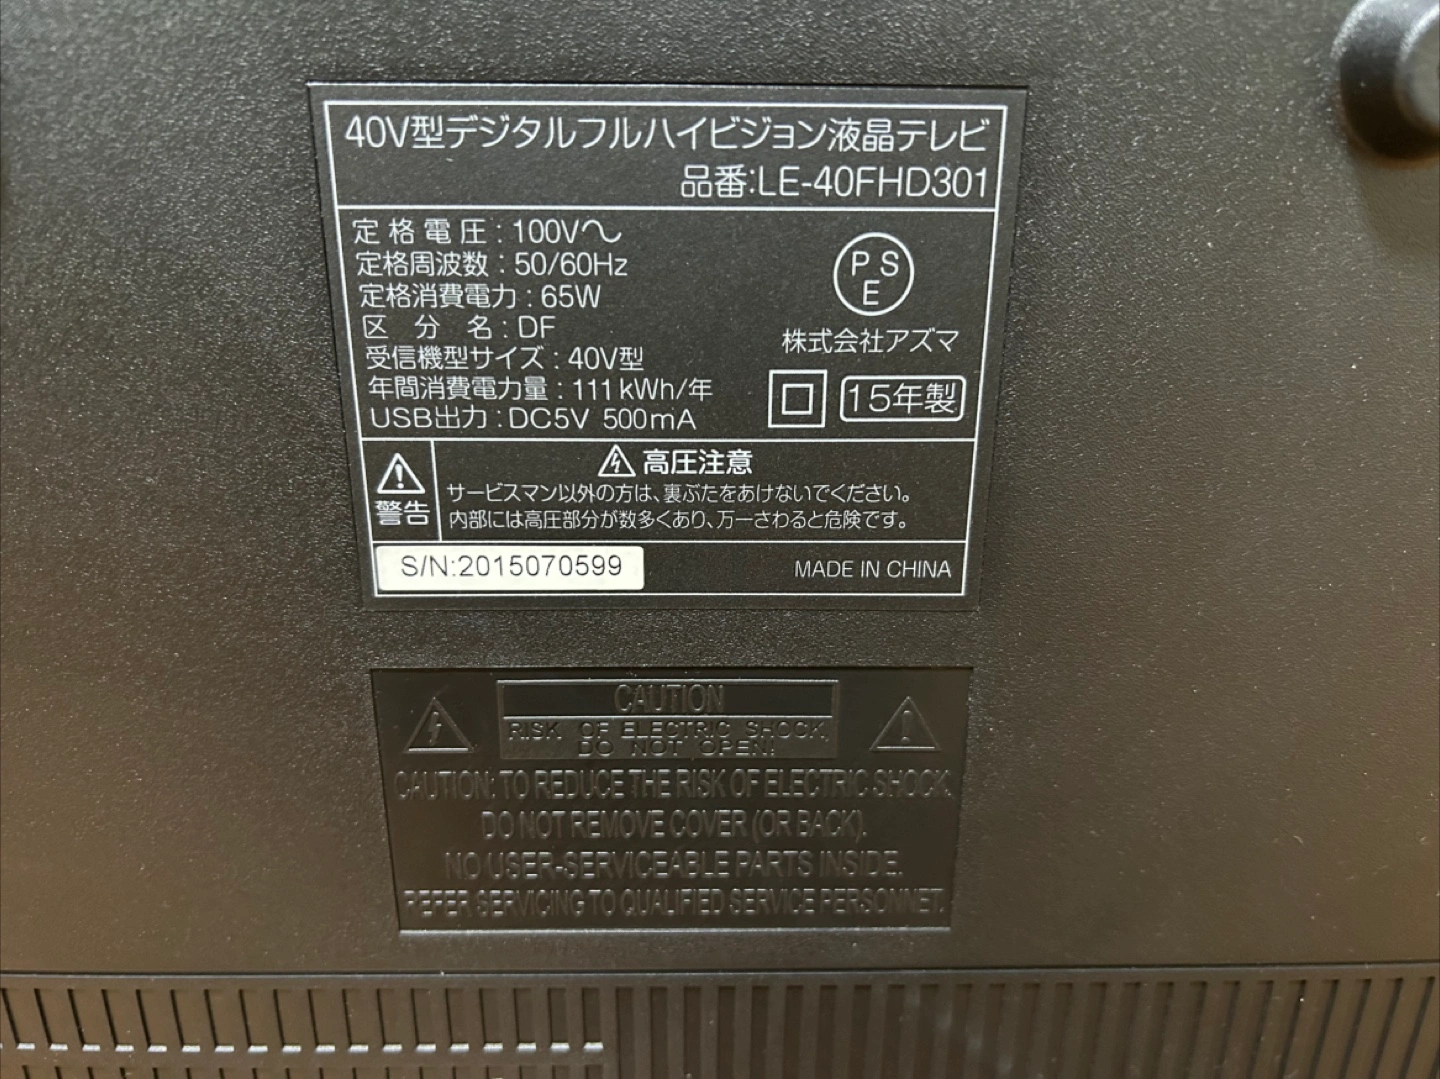 40V型デジタルフルハイビジョン液晶テレビ
品番:LE-40FHD301
定格電圧:100V〜
定格周波数:50/60Hz
定格消費電力:65W
区分名:DF
受信機型サイズ:40V型
年間消費電力量:111kWh/年
USB出力:DC5V 500mA
PSE
株式会社アズマ
15年製
警告
高圧注意
サービスマン以外の方は、裏ぶたをあけないでください。
内部には高圧部分が数多くあり、万一さわると危険です。
S/N:2015070599
MADE IN CHINA
CAUTION
RISK OF ELECTRIC SHOCK
DO NOT OPEN!
CAUTION: TO REDUCE THE RISK OF ELECTRIC SHOCK.
DO NOT REMOVE COVER (OR BACK).
NO USER-SERVICEABLE PARTS INSIDE.
REFER SERVICING TO QUALIFIED SERVICE PERSONNET.